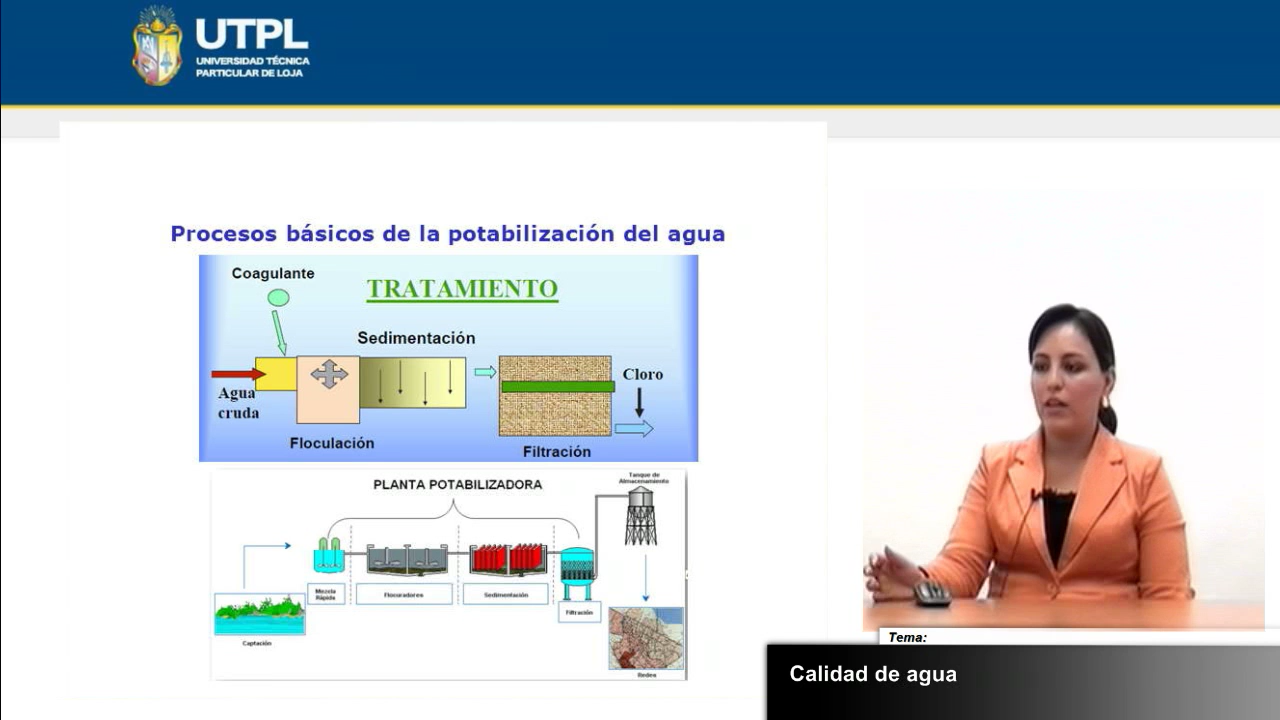 UTPL
UNIVERSIDAD TÉCNICA
PARTICULAR DE LOJA
Procesos básicos de la potabilización del agua
Coagulante
TRATAMIENTO
Sedimentación
Agua
cruda
Cloro
Floculación
Filtración
PLANTA POTABILIZADORA
Tanque de
Almacenamiento
Mezcla
Rápida
Floculadores
Sedimentación
Filtración
Captación
Redes
Tema:
Calidad de agua